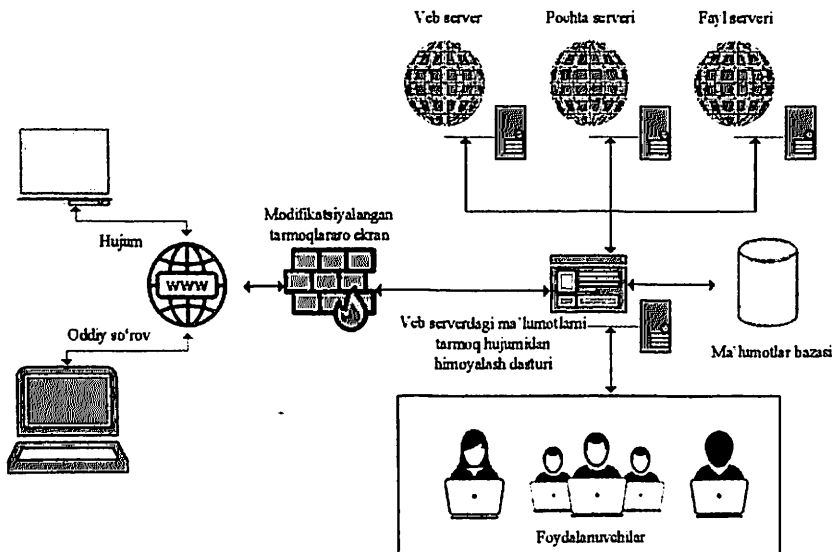 Veb server
Pochta serveri
Fayl serveri
Modifikatsiyalangan
tarmoqlararo ekran
Hujum
WWW
Oddiy so‘rov
Veb serverdagi ma`lumotlarni
tarmoq hujumidan
himoyalash dasturi
Ma`lumotlar bazasi
Foydalanuvchilar